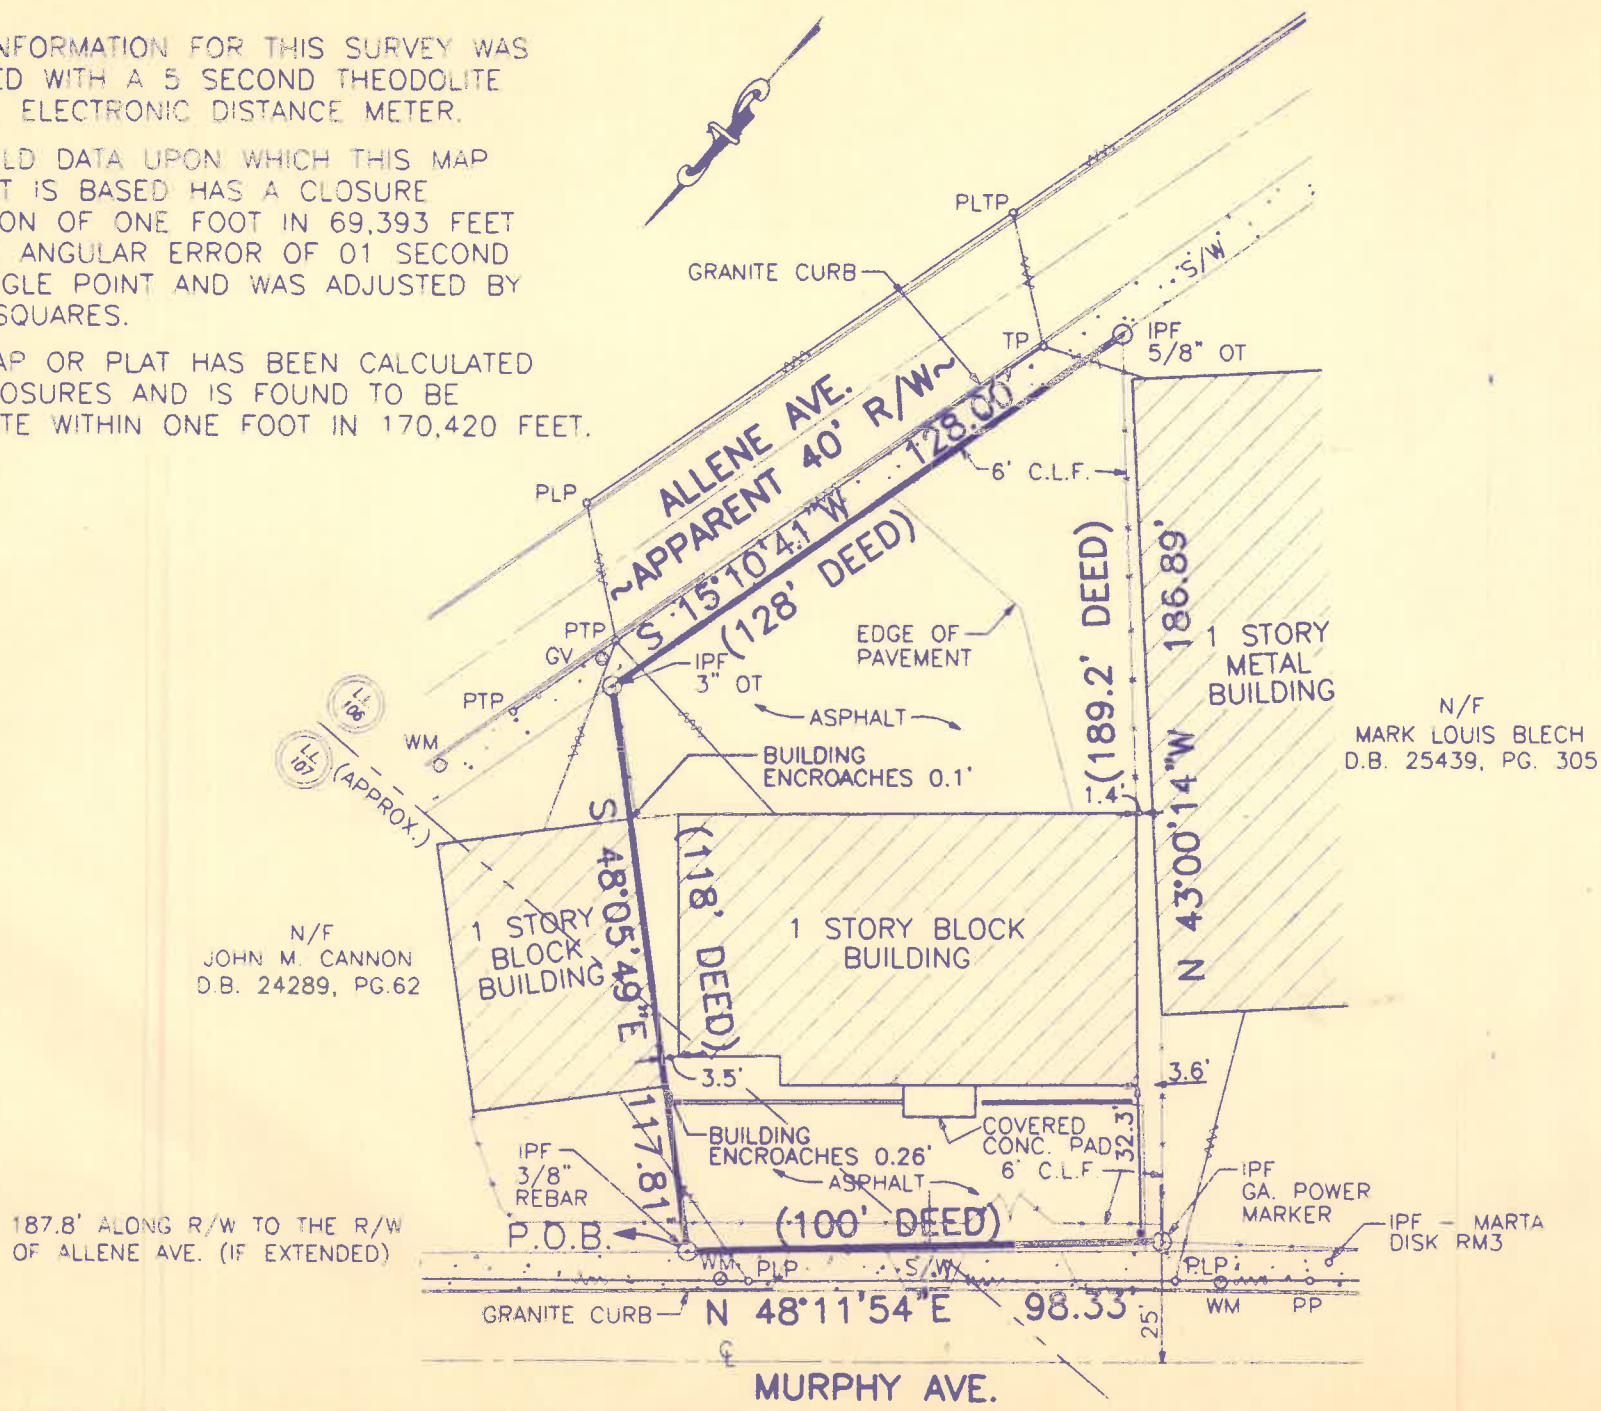 NFORMATION FOR THIS SURVEY WAS
ED WITH A 5 SECOND THEODOLITE
ELECTRONIC DISTANCE METER.
LD DATA UPON WHICH THIS MAP
T IS BASED HAS A CLOSURE
ON OF ONE FOOT IN 69,393 FEET
ANGULAR ERROR OF 01 SECOND
GLE POINT AND WAS ADJUSTED BY
SQUARES.
AP OR PLAT HAS BEEN CALCULATED
OSURES AND IS FOUND TO BE
TE WITHIN ONE FOOT IN 170,420 FEET.
PLTP
S/W
GRANITE CURB
TP
IPF
5/8" OT
ALLENE AVE.
~APPARENT 40' R/W~
S 15°10'41"W 128.00'
(128' DEED)
6' C.L.F.
PLP
PTP
GV
IPF
3" OT
PTP
WM
EDGE OF
PAVEMENT
ASPHALT
(189.2' DEED)
N 43°00'14"W 186.89'
1 STORY
METAL
BUILDING
N/F
MARK LOUIS BLECH
D.B. 25439, PG. 305
LL
106
LL
107
(APPROX.)
BUILDING
ENCROACHES 0.1'
1.4'
S 48°05'49"E 117.81'
(118' DEED)
1 STORY
BLOCK
BUILDING
1 STORY BLOCK
BUILDING
N/F
JOHN M. CANNON
D.B. 24289, PG.62
3.5'
3.6'
32.3'
BUILDING
ENCROACHES 0.26'
COVERED
CONC. PAD
6' C.L.F.
ASPHALT
IPF
3/8"
REBAR
IPF
GA. POWER
MARKER
IPF - MARTA
DISK RM3
187.8' ALONG R/W TO THE R/W
OF ALLENE AVE. (IF EXTENDED)
P.O.B.
(100' DEED)
WM
PLP
S/W
PLP
WM
PP
GRANITE CURB
N 48°11'54"E 98.33'
25'
℄
MURPHY AVE.